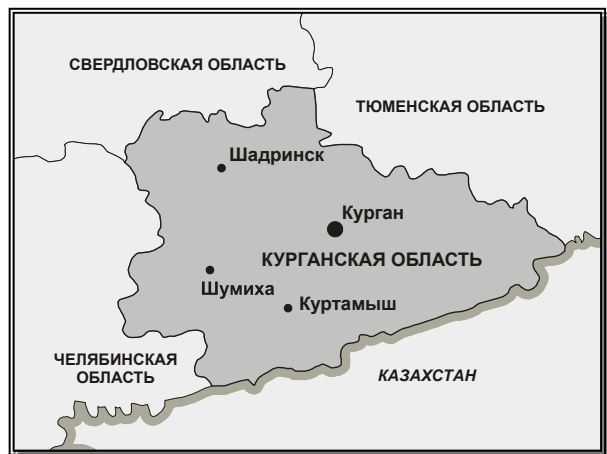 СВЕРДЛОВСКАЯ ОБЛАСТЬ
ТЮМЕНСКАЯ ОБЛАСТЬ
Шадринск
Курган
КУРГАНСКАЯ ОБЛАСТЬ
Шумиха
Куртамыш
ЧЕЛЯБИНСКАЯ
ОБЛАСТЬ
КАЗАХСТАН